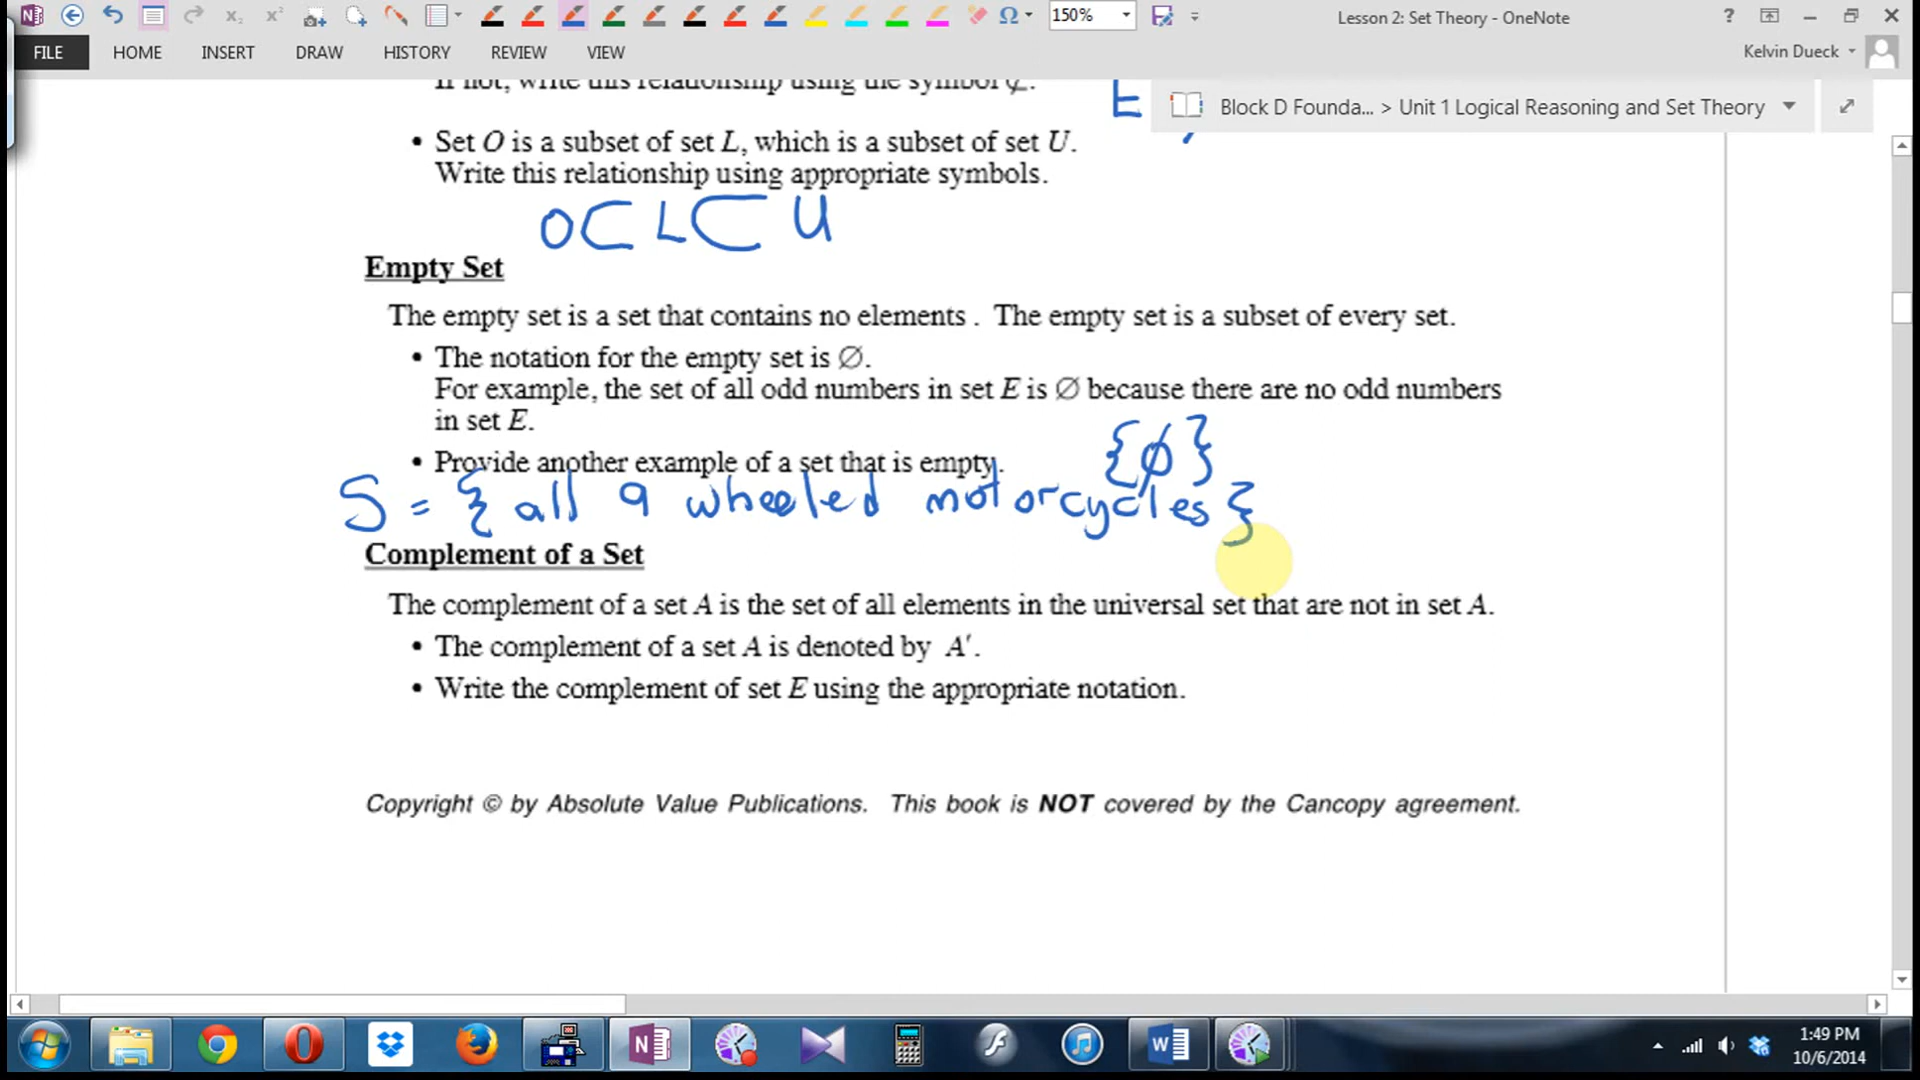 150%
Lesson 2: Set Theory - OneNote
FILE HOME INSERT DRAW HISTORY REVIEW VIEW
Kelvin Dueck
If not, write this relationship using the symbol ⊄.
E
Block D Founda... > Unit 1 Logical Reasoning and Set Theory
• Set O is a subset of set L, which is a subset of set U.
Write this relationship using appropriate symbols.
O ⊂ L ⊂ U
Empty Set
The empty set is a set that contains no elements . The empty set is a subset of every set.
• The notation for the empty set is ∅.
For example, the set of all odd numbers in set E is ∅ because there are no odd numbers
in set E.
{ϕ}
• Provide another example of a set that is empty.
S = { all 9 wheeled motorcycles }
Complement of a Set
The complement of a set A is the set of all elements in the universal set that are not in set A.
• The complement of a set A is denoted by A′.
• Write the complement of set E using the appropriate notation.
Copyright © by Absolute Value Publications. This book is NOT covered by the Cancopy agreement.
1:49 PM
10/6/2014